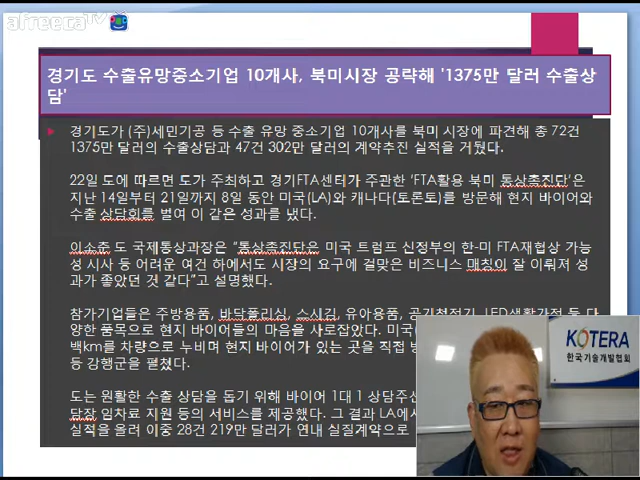 afreecaTV
경기도 수출유망중소기업 10개사, 북미시장 공략해 '1375만 달러 수출상
담'
경기도가 (주)세민기공 등 수출 유망 중소기업 10개사를 북미 시장에 파견해 총 72건
1375만 달러의 수출상담과 47건 302만 달러의 계약추진 실적을 거뒀다.
22일 도에 따르면 도가 주최하고 경기FTA센터가 주관한 'FTA활용 북미 통상촉진단'은
지난 14일부터 21일까지 8일 동안 미국(LA)와 캐나다(토론토)를 방문해 현지 바이어와
수출 상담회를 벌여 이 같은 성과를 냈다.
이소춘 도 국제통상과장은 "통상촉진단은 미국 트럼프 신정부의 한-미 FTA재협상 가능
성 시사 등 어려운 여건 하에서도 시장의 요구에 걸맞은 비즈니스 매칭이 잘 이뤄져 성
과가 좋았던 것 같다"고 설명했다.
참가기업들은 주방용품, 바닥폴리싱, 스시김, 유아용품, 공기청정기, LED생활가전 등 다
양한 품목으로 현지 바이어들의 마음을 사로잡았다. 미국(
백km를 차량으로 누비며 현지 바이어가 있는 곳을 직접
등 강행군을 펼쳤다.
도는 원활한 수출 상담을 돕기 위해 바이어 1대 1 상담주선
담장 임차료 지원 등의 서비스를 제공했다. 그 결과 LA에서
실적을 올려 이중 28건 219만 달러가 연내 실질계약으로
KOTERA
한국기술개발협회